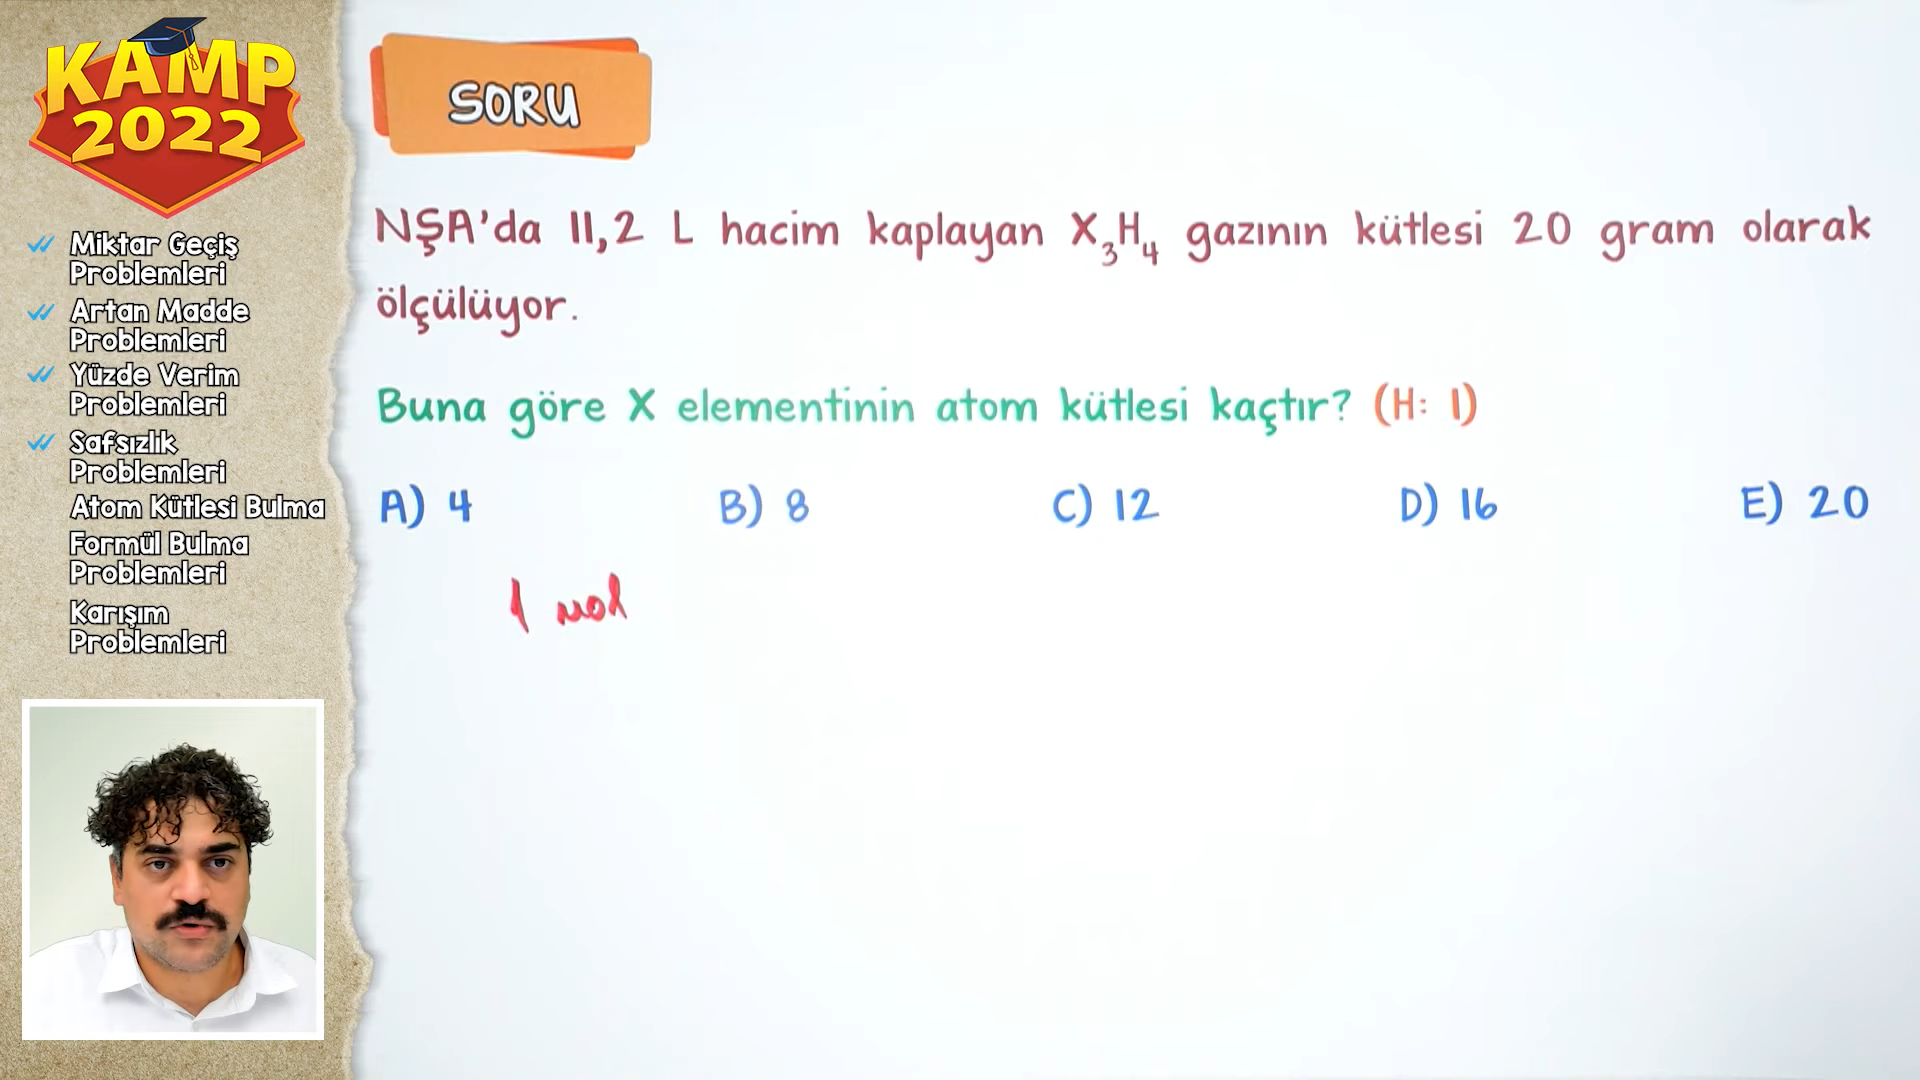 KAMP
2022
Miktar Geçiş
Problemleri
Artan Madde
Problemleri
Yüzde Verim
Problemleri
Safsızlık
Problemleri
Atom Kütlesi Bulma
Formül Bulma
Problemleri
Karışım
Problemleri
SORU
NŞA'da 11,2 L hacim kaplayan X₃H₄ gazının kütlesi 20 gram olarak
ölçülüyor.
Buna göre X elementinin atom kütlesi kaçtır? (H: 1)
A) 4 B) 8 C) 12 D) 16 E) 20
1 mol